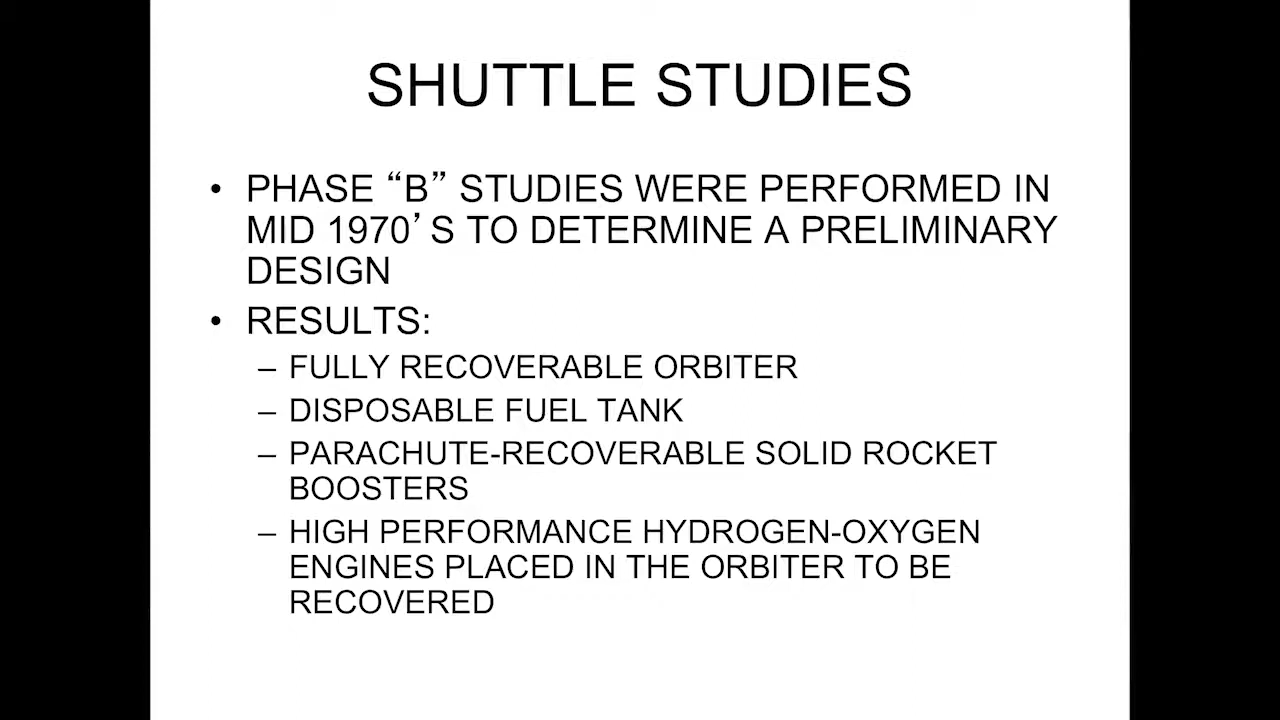 SHUTTLE STUDIES
• PHASE “B” STUDIES WERE PERFORMED IN
MID 1970’S TO DETERMINE A PRELIMINARY
DESIGN
• RESULTS:
– FULLY RECOVERABLE ORBITER
– DISPOSABLE FUEL TANK
– PARACHUTE-RECOVERABLE SOLID ROCKET
BOOSTERS
– HIGH PERFORMANCE HYDROGEN-OXYGEN
ENGINES PLACED IN THE ORBITER TO BE
RECOVERED